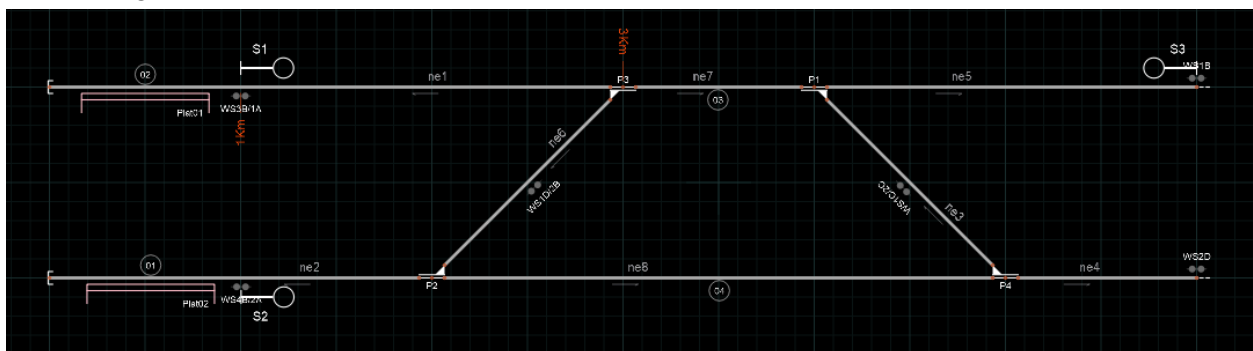 S1
3Km
S3
02
ne1
P3
ne7
P1
ne5
WS1B
Plat01
WS3B/1A
03
1Km
ne6
WS1D/2B
WS1C/2C
ne3
01
ne2
ne8
ne4
WS2D
Plat02
WS4B/2A
P2
04
P4
S2